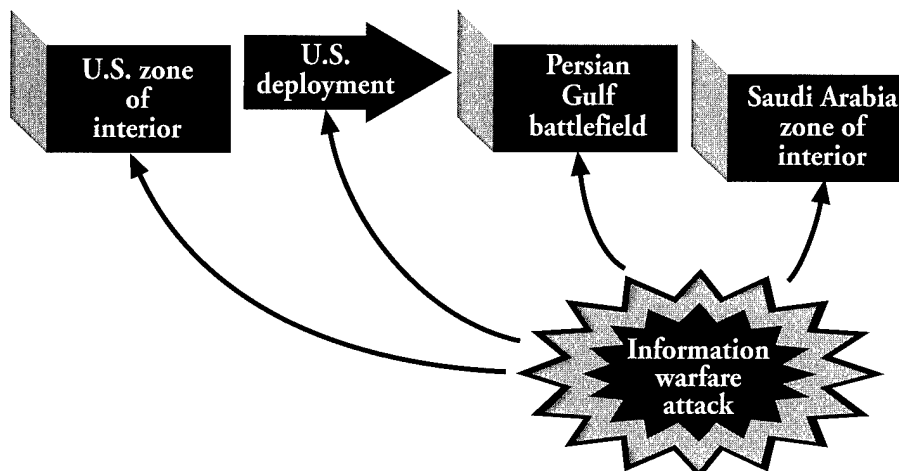 U.S. zone
of
interior
U.S.
deployment
Persian
Gulf
battlefield
Saudi Arabia
zone of
interior
Information
warfare
attack